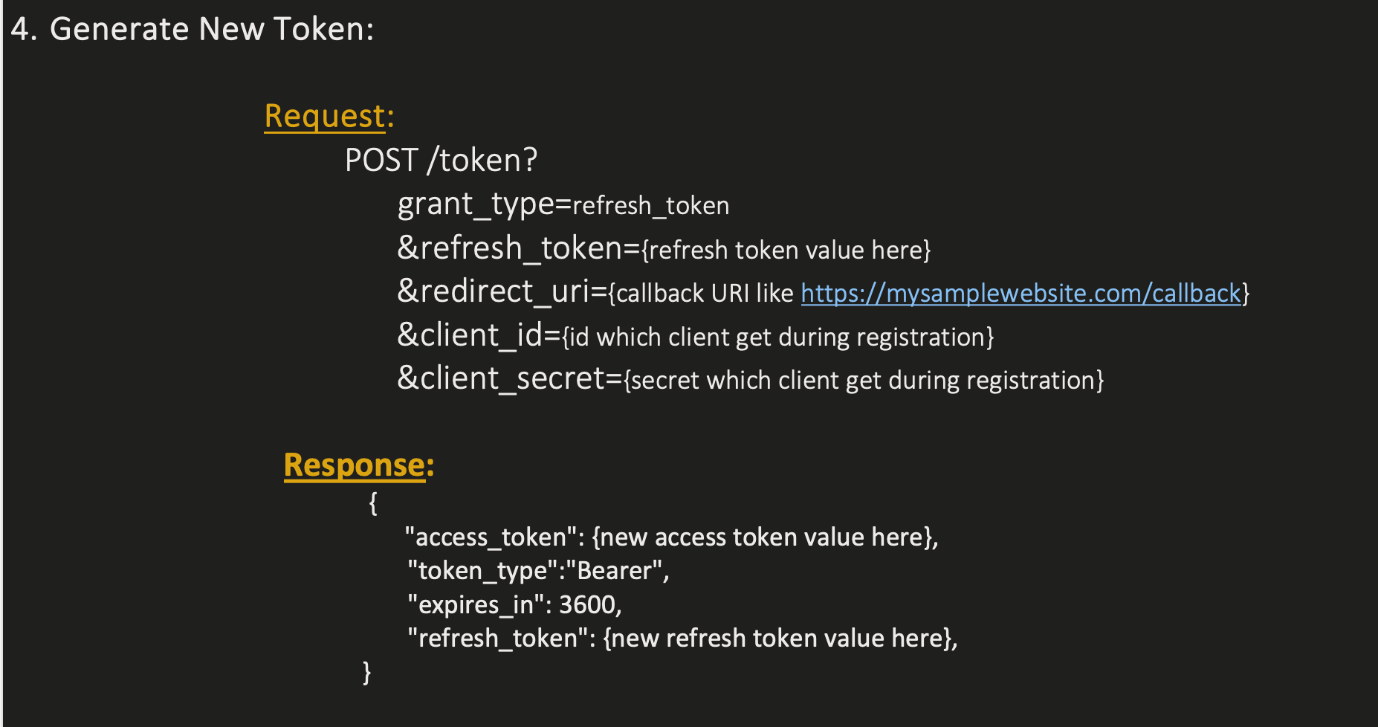 4. Generate New Token:
Request:
POST /token?
grant_type=refresh_token
&refresh_token={refresh token value here}
&redirect_uri={callback URI like https://mysamplewebsite.com/callback}
&client_id={id which client get during registration}
&client_secret={secret which client get during registration}
Response:
{
"access_token": {new access token value here},
"token_type":"Bearer",
"expires_in": 3600,
"refresh_token": {new refresh token value here},
}